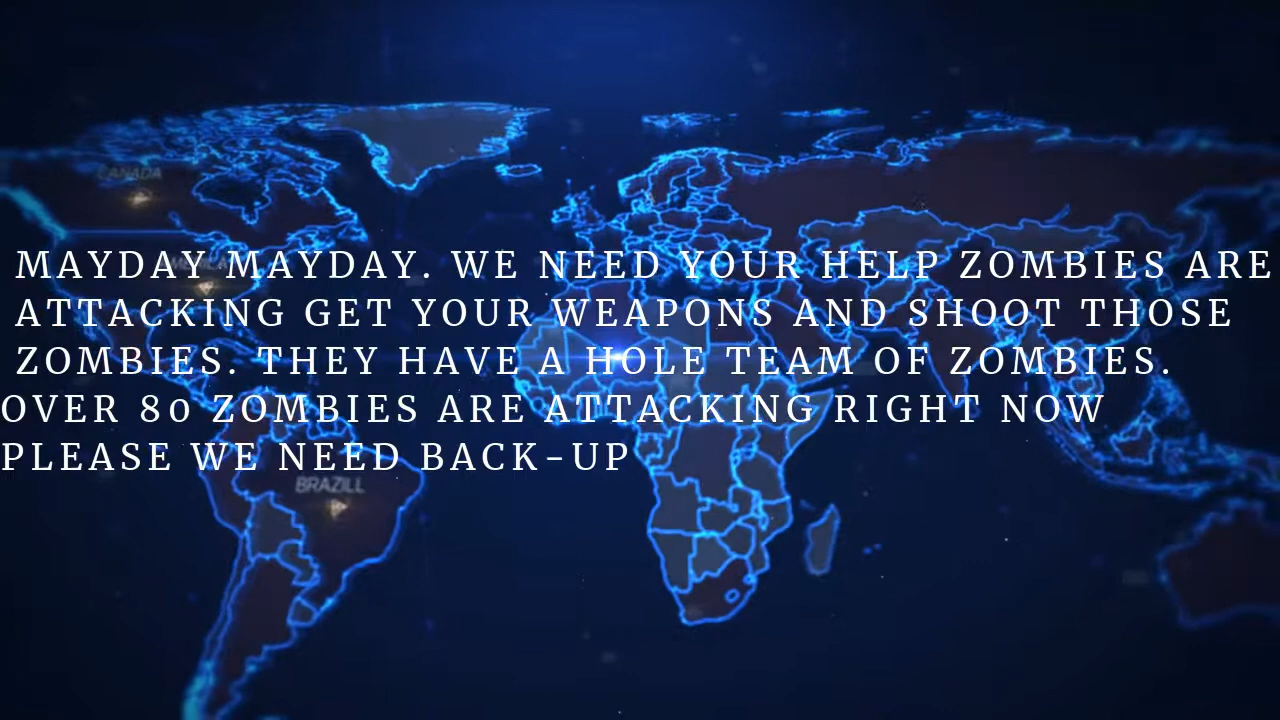 CANADA
MAYDAY MAYDAY. WE NEED YOUR HELP ZOMBIES ARE
ATTACKING GET YOUR WEAPONS AND SHOOT THOSE
ZOMBIES. THEY HAVE A HOLE TEAM OF ZOMBIES.
OVER 80 ZOMBIES ARE ATTACKING RIGHT NOW
PLEASE WE NEED BACK-UP
BRAZILL